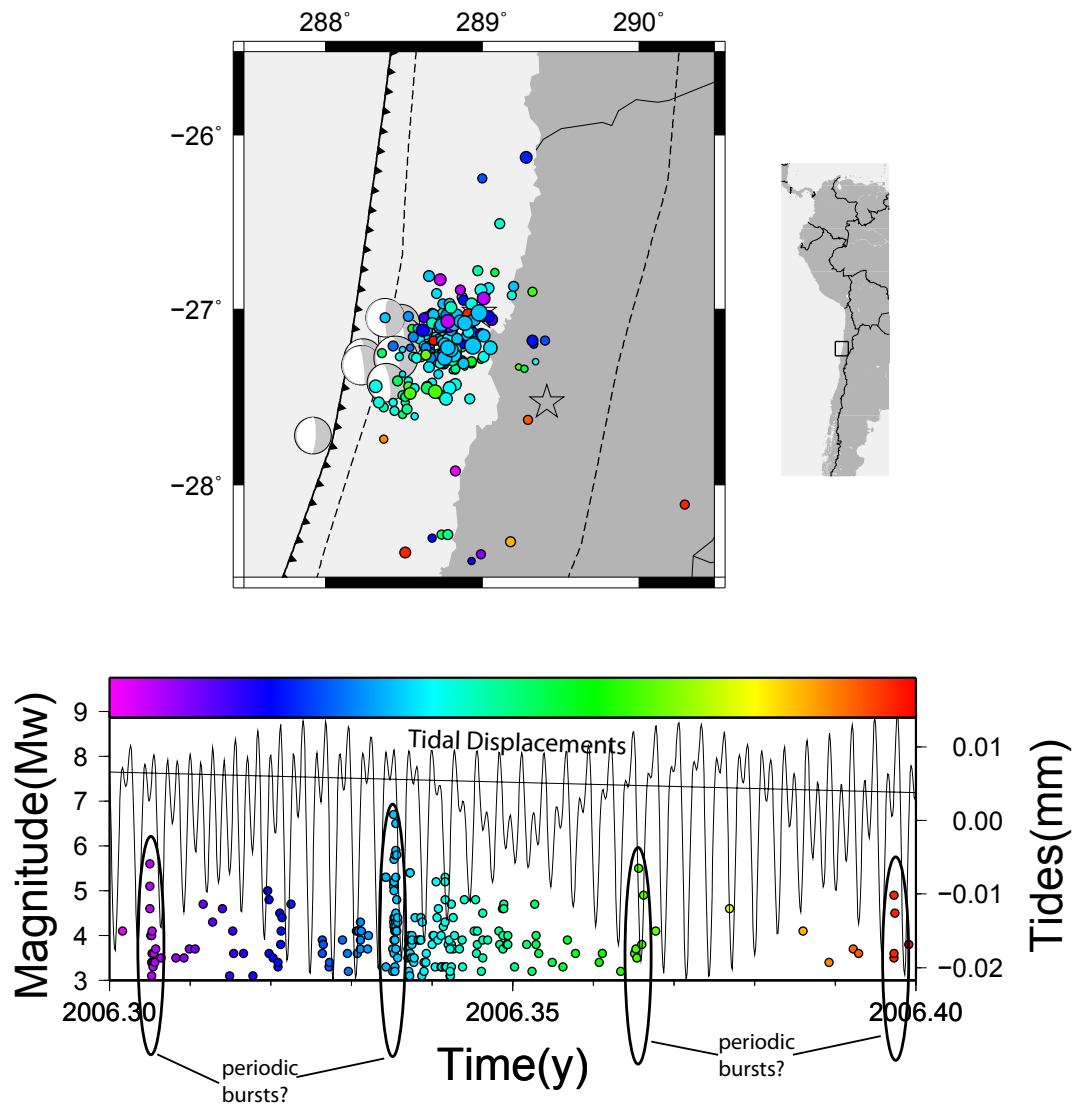 288° 289° 290°
−26°
−27°
−28°
9
8
7
6
5
4
3
Magnitude(Mw)
Tidal Displacements
0.01
0.00
−0.01
−0.02
Tides(mm)
2006.30 2006.35 2006.40
Time(y)
periodic
bursts?
periodic
bursts?